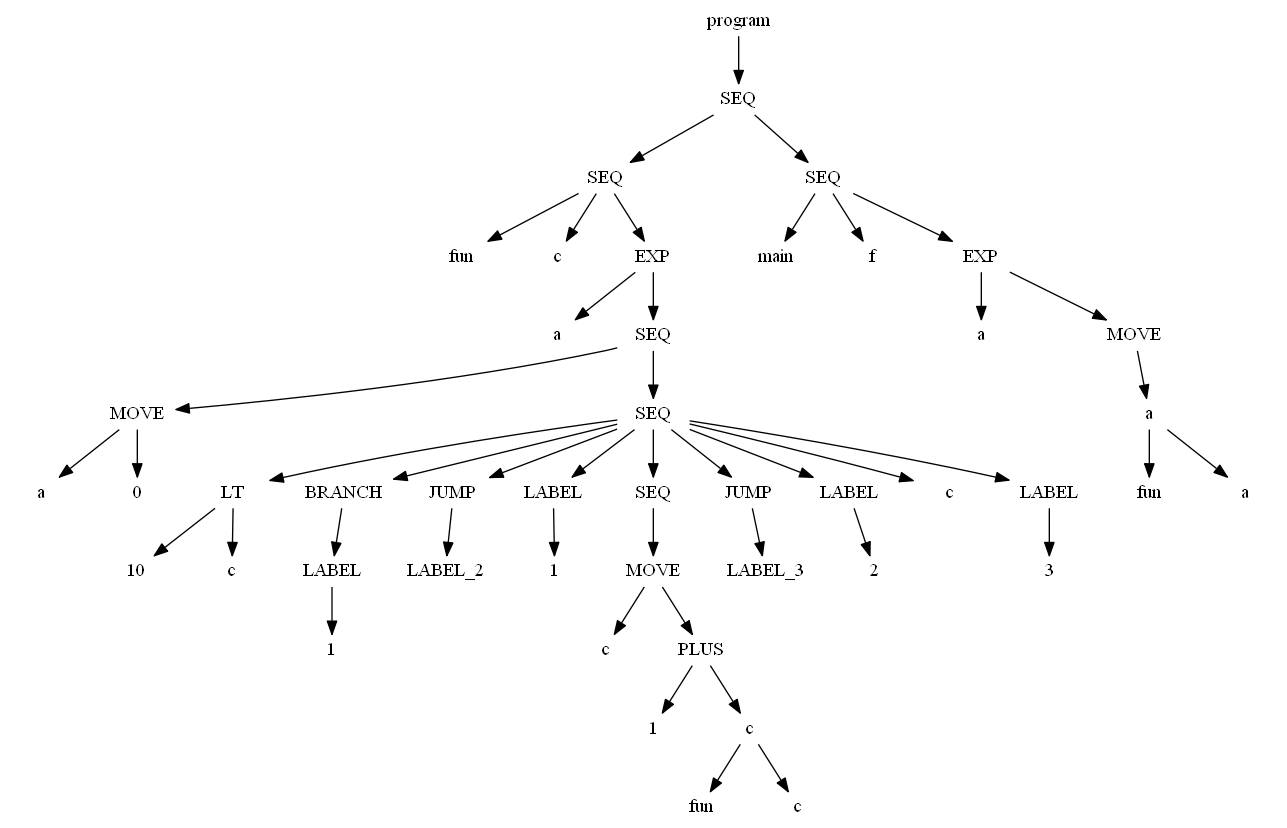 program
SEQ
SEQ SEQ
fun c EXP main f EXP
a SEQ a MOVE
MOVE SEQ a
a 0 LT BRANCH JUMP LABEL SEQ JUMP LABEL c LABEL fun a
10 c LABEL LABEL_2 1 MOVE LABEL_3 2 3
1 c PLUS
1 c
fun c